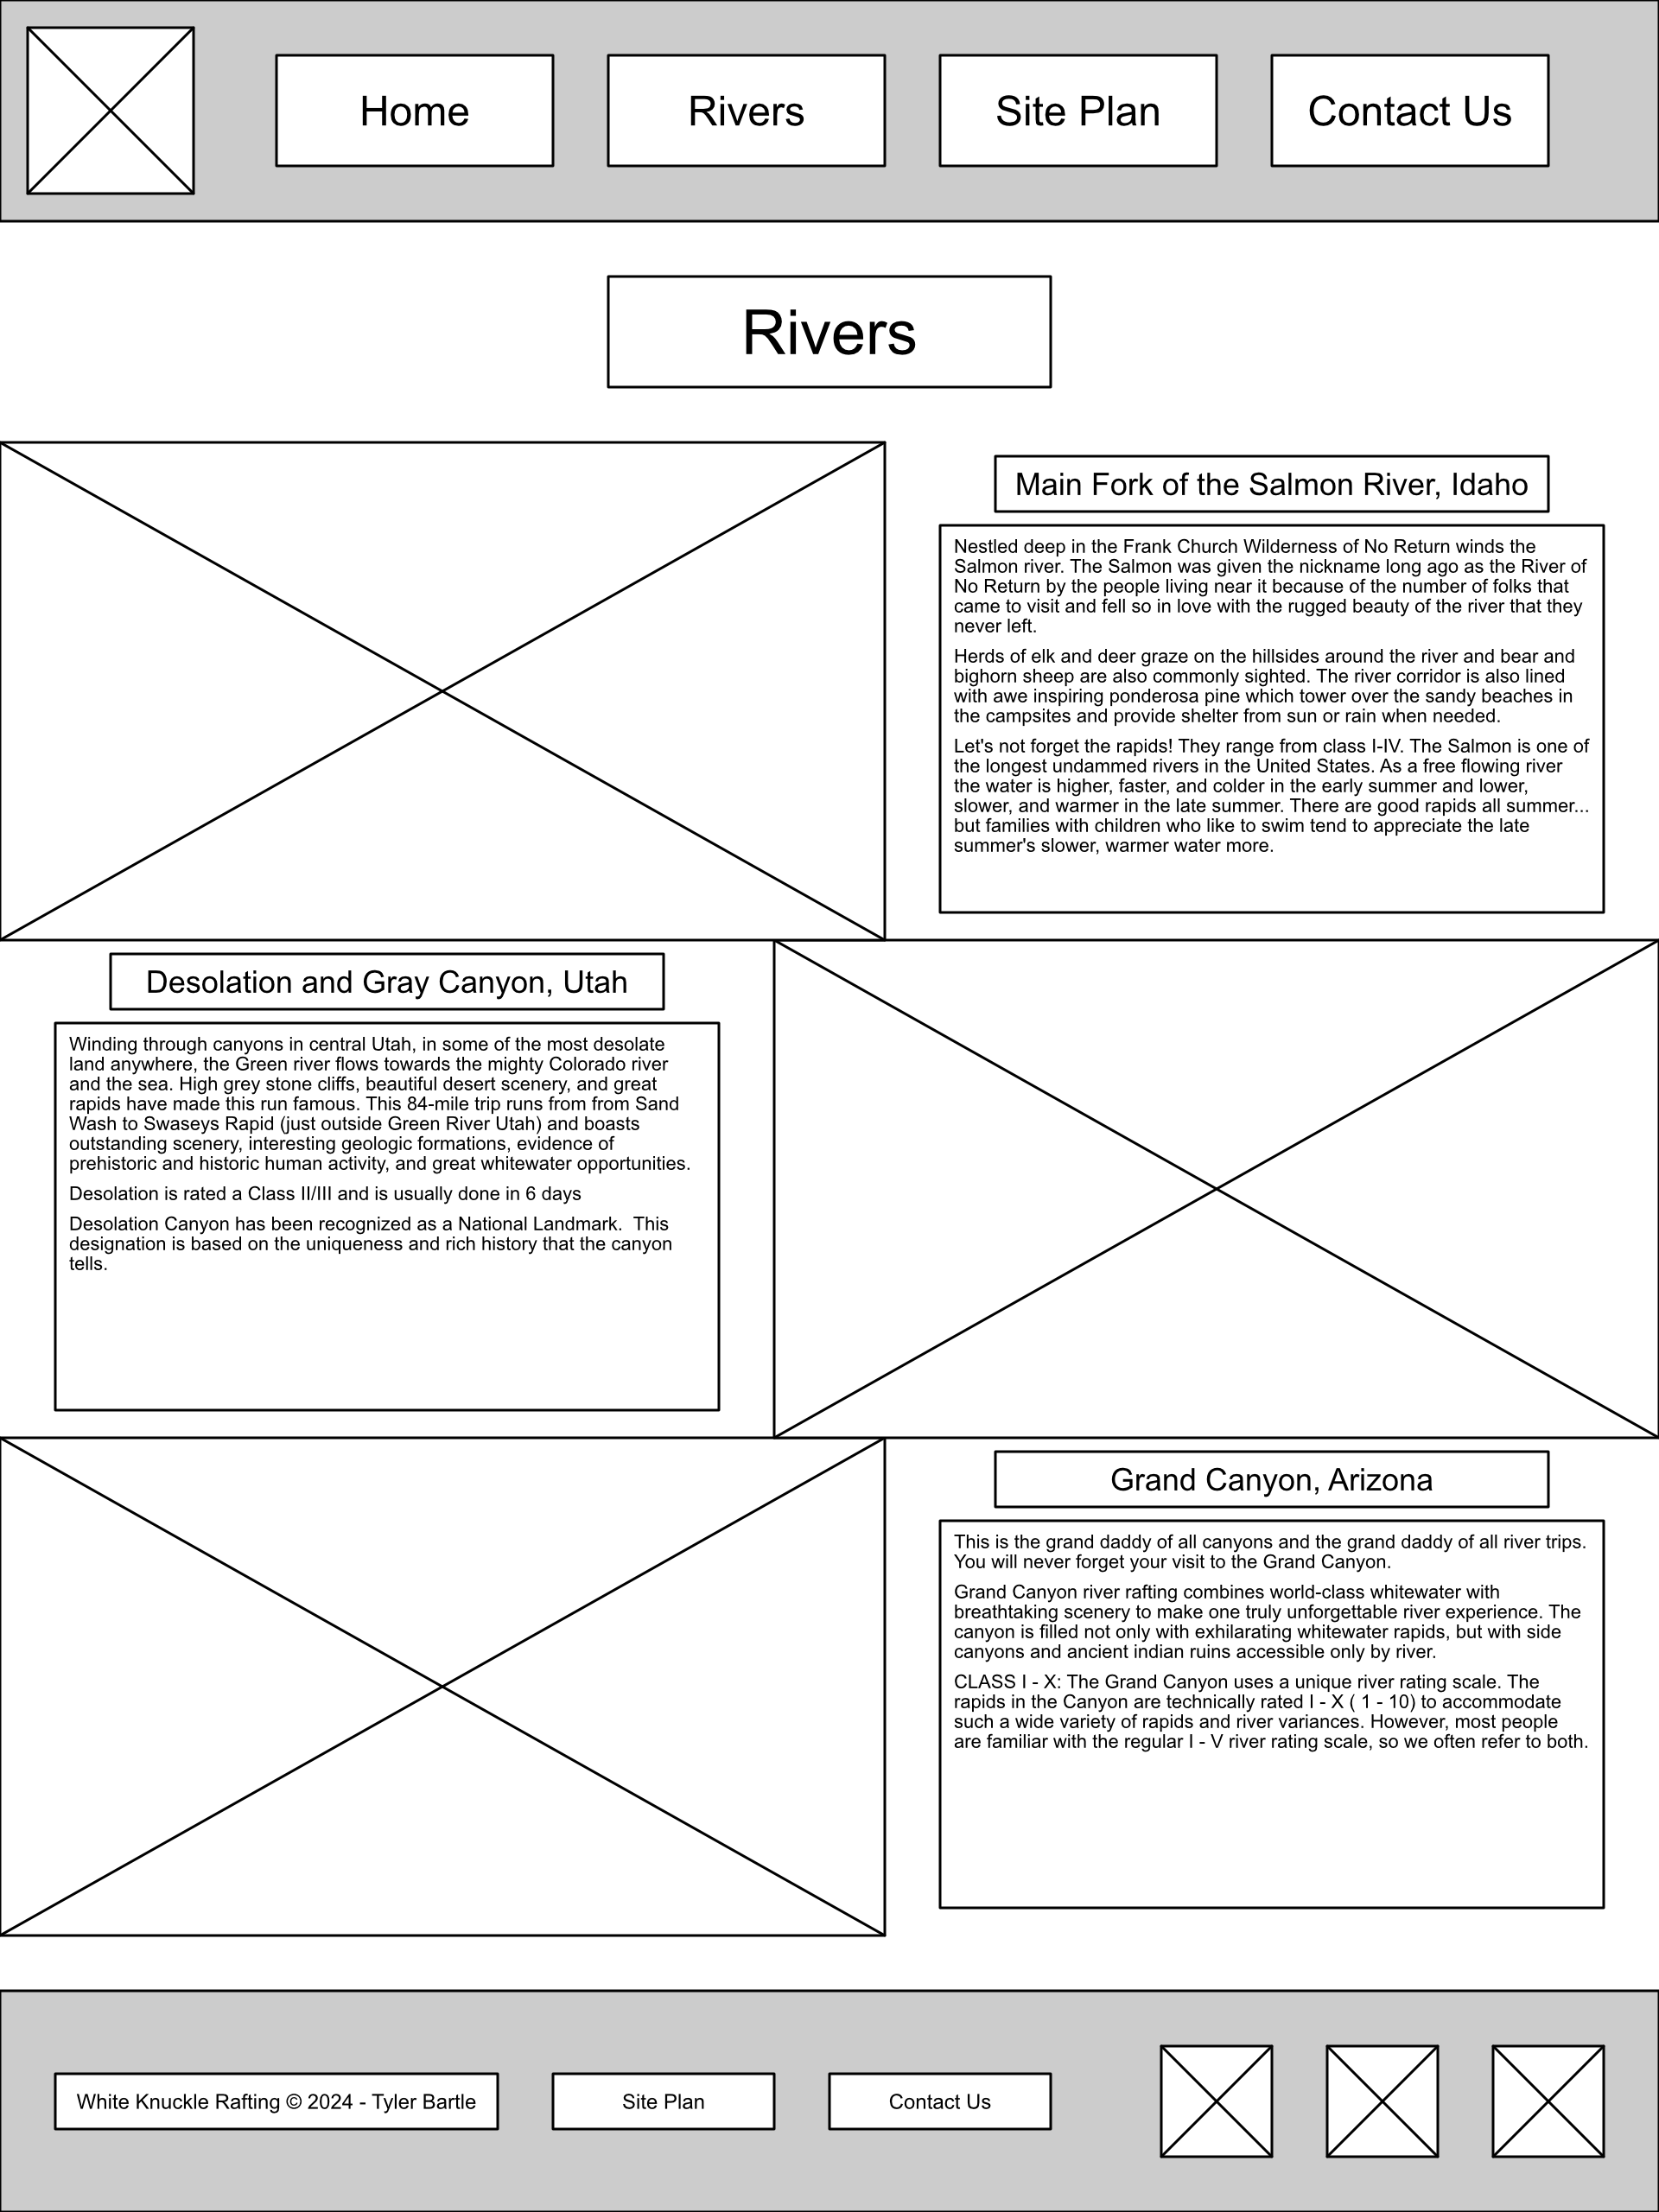 Home
Rivers
Site Plan
Contact Us
Rivers
Main Fork of the Salmon River, Idaho
Nestled deep in the Frank Church Wilderness of No Return winds the
Salmon river. The Salmon was given the nickname long ago as the River of
No Return by the people living near it because of the number of folks that
came to visit and fell so in love with the rugged beauty of the river that they
never left.
Herds of elk and deer graze on the hillsides around the river and bear and
bighorn sheep are also commonly sighted. The river corridor is also lined
with awe inspiring ponderosa pine which tower over the sandy beaches in
the campsites and provide shelter from sun or rain when needed.
Let's not forget the rapids! They range from class I-IV. The Salmon is one of
the longest undammed rivers in the United States. As a free flowing river
the water is higher, faster, and colder in the early summer and lower,
slower, and warmer in the late summer. There are good rapids all summer...
but families with children who like to swim tend to appreciate the late
summer's slower, warmer water more.
Desolation and Gray Canyon, Utah
Winding through canyons in central Utah, in some of the most desolate
land anywhere, the Green river flows towards the mighty Colorado river
and the sea. High grey stone cliffs, beautiful desert scenery, and great
rapids have made this run famous. This 84-mile trip runs from from Sand
Wash to Swaseys Rapid (just outside Green River Utah) and boasts
outstanding scenery, interesting geologic formations, evidence of
prehistoric and historic human activity, and great whitewater opportunities.
Desolation is rated a Class II/III and is usually done in 6 days
Desolation Canyon has been recognized as a National Landmark.  This
designation is based on the uniqueness and rich history that the canyon
tells.
Grand Canyon, Arizona
This is the grand daddy of all canyons and the grand daddy of all river trips.
You will never forget your visit to the Grand Canyon.
Grand Canyon river rafting combines world-class whitewater with
breathtaking scenery to make one truly unforgettable river experience. The
canyon is filled not only with exhilarating whitewater rapids, but with side
canyons and ancient indian ruins accessible only by river.
CLASS I - X: The Grand Canyon uses a unique river rating scale. The
rapids in the Canyon are technically rated I - X ( 1 - 10) to accommodate
such a wide variety of rapids and river variances. However, most people
are familiar with the regular I - V river rating scale, so we often refer to both.
White Knuckle Rafting © 2024 - Tyler Bartle
Site Plan
Contact Us